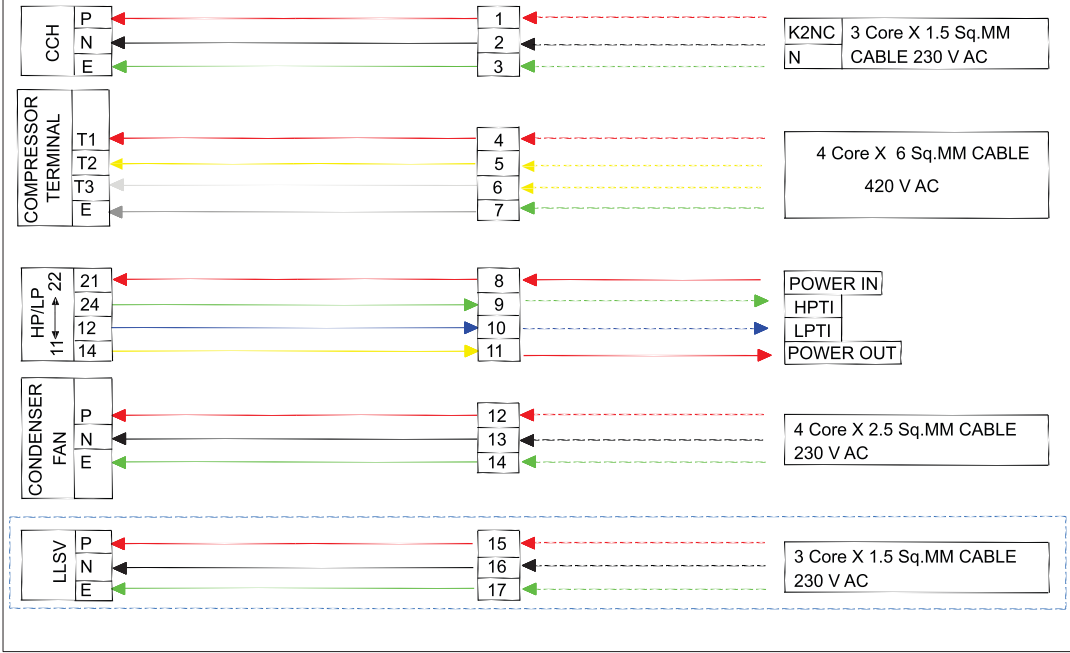 CCH
P
N
E
1
2
3
K2NC
N
3 Core X 1.5 Sq.MM
CABLE 230 V AC
COMPRESSOR
TERMINAL
T1
T2
T3
E
4
5
6
7
4 Core X 6 Sq.MM CABLE
420 V AC
HP/LP
11 22
21
24
12
14
8
9
10
11
POWER IN
HPTI
LPTI
POWER OUT
CONDENSER
FAN
P
N
E
12
13
14
4 Core X 2.5 Sq.MM CABLE
230 V AC
LLSV
P
N
E
15
16
17
3 Core X 1.5 Sq.MM CABLE
230 V AC